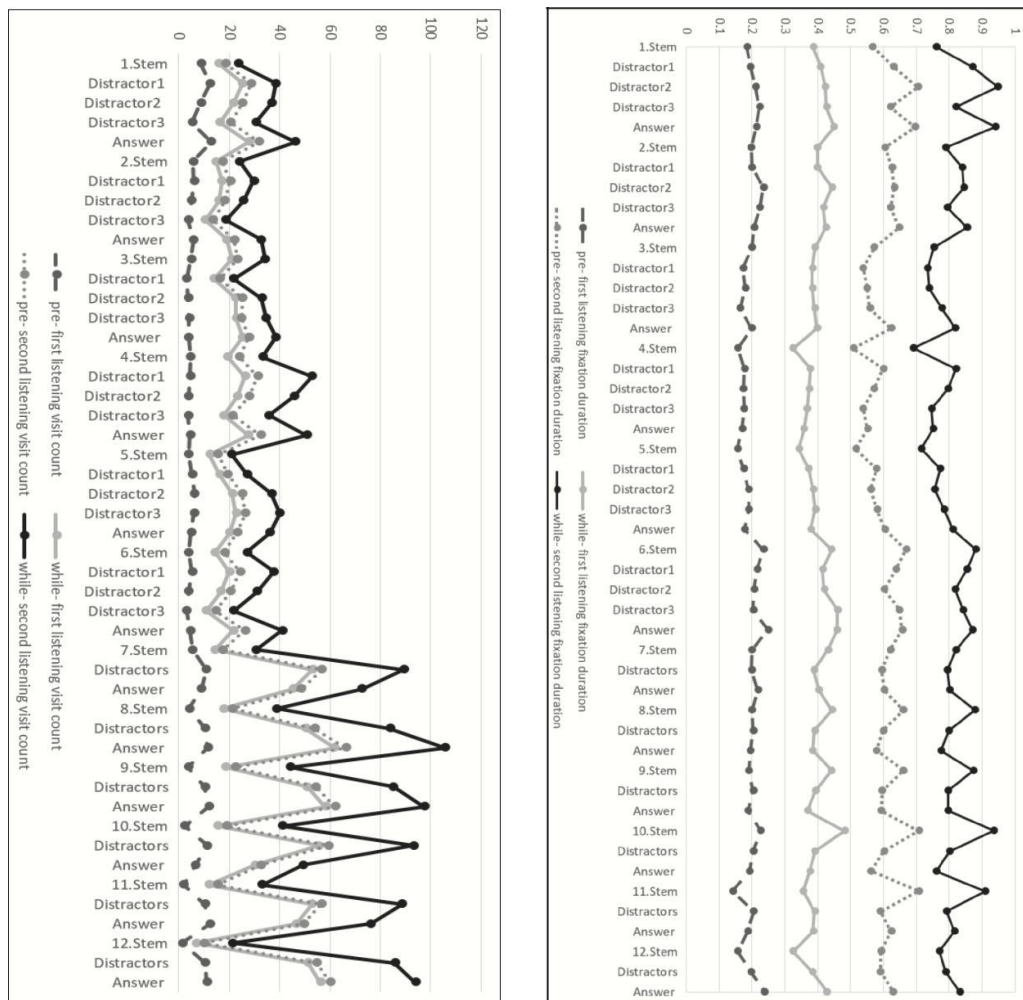 0 20 40 60 80 100 120
1.Stem
Distractor1
Distractor2
Distractor3
Answer
2.Stem
Distractor1
Distractor2
Distractor3
Answer
3.Stem
Distractor1
Distractor2
Distractor3
Answer
4.Stem
Distractor1
Distractor2
Distractor3
Answer
5.Stem
Distractor1
Distractor2
Distractor3
Answer
6.Stem
Distractor1
Distractor2
Distractor3
Answer
7.Stem
Distractors
Answer
8.Stem
Distractors
Answer
9.Stem
Distractors
Answer
10.Stem
Distractors
Answer
11.Stem
Distractors
Answer
12.Stem
Distractors
Answer
pre- first listening visit count
while- first listening visit count
pre- second listening visit count
while- second listening visit count
0 0.1 0.2 0.3 0.4 0.5 0.6 0.7 0.8 0.9 1
1.Stem
Distractor1
Distractor2
Distractor3
Answer
2.Stem
Distractor1
Distractor2
Distractor3
Answer
3.Stem
Distractor1
Distractor2
Distractor3
Answer
4.Stem
Distractor1
Distractor2
Distractor3
Answer
5.Stem
Distractor1
Distractor2
Distractor3
Answer
6.Stem
Distractor1
Distractor2
Distractor3
Answer
7.Stem
Distractors
Answer
8.Stem
Distractors
Answer
9.Stem
Distractors
Answer
10.Stem
Distractors
Answer
11.Stem
Distractors
Answer
12.Stem
Distractors
Answer
pre- first listening fixation duration
while- first listening fixation duration
pre- second listening fixation duration
while- second listening fixation duration